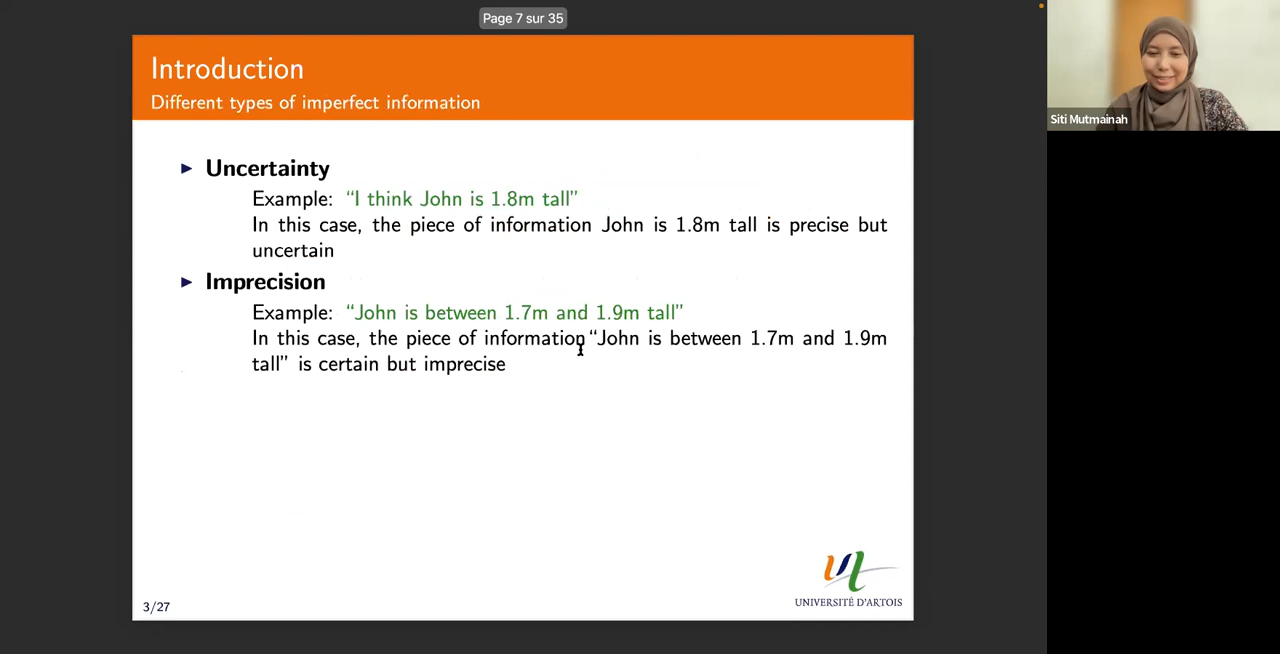 Page 7 sur 35
Introduction
Different types of imperfect information
Uncertainty
Example: “I think John is 1.8m tall”
In this case, the piece of information John is 1.8m tall is precise but
uncertain
Imprecision
Example: “John is between 1.7m and 1.9m tall”
In this case, the piece of information “John is between 1.7m and 1.9m
tall” is certain but imprecise
UNIVERSITÉ D'ARTOIS
3/27
Siti Mutmainah